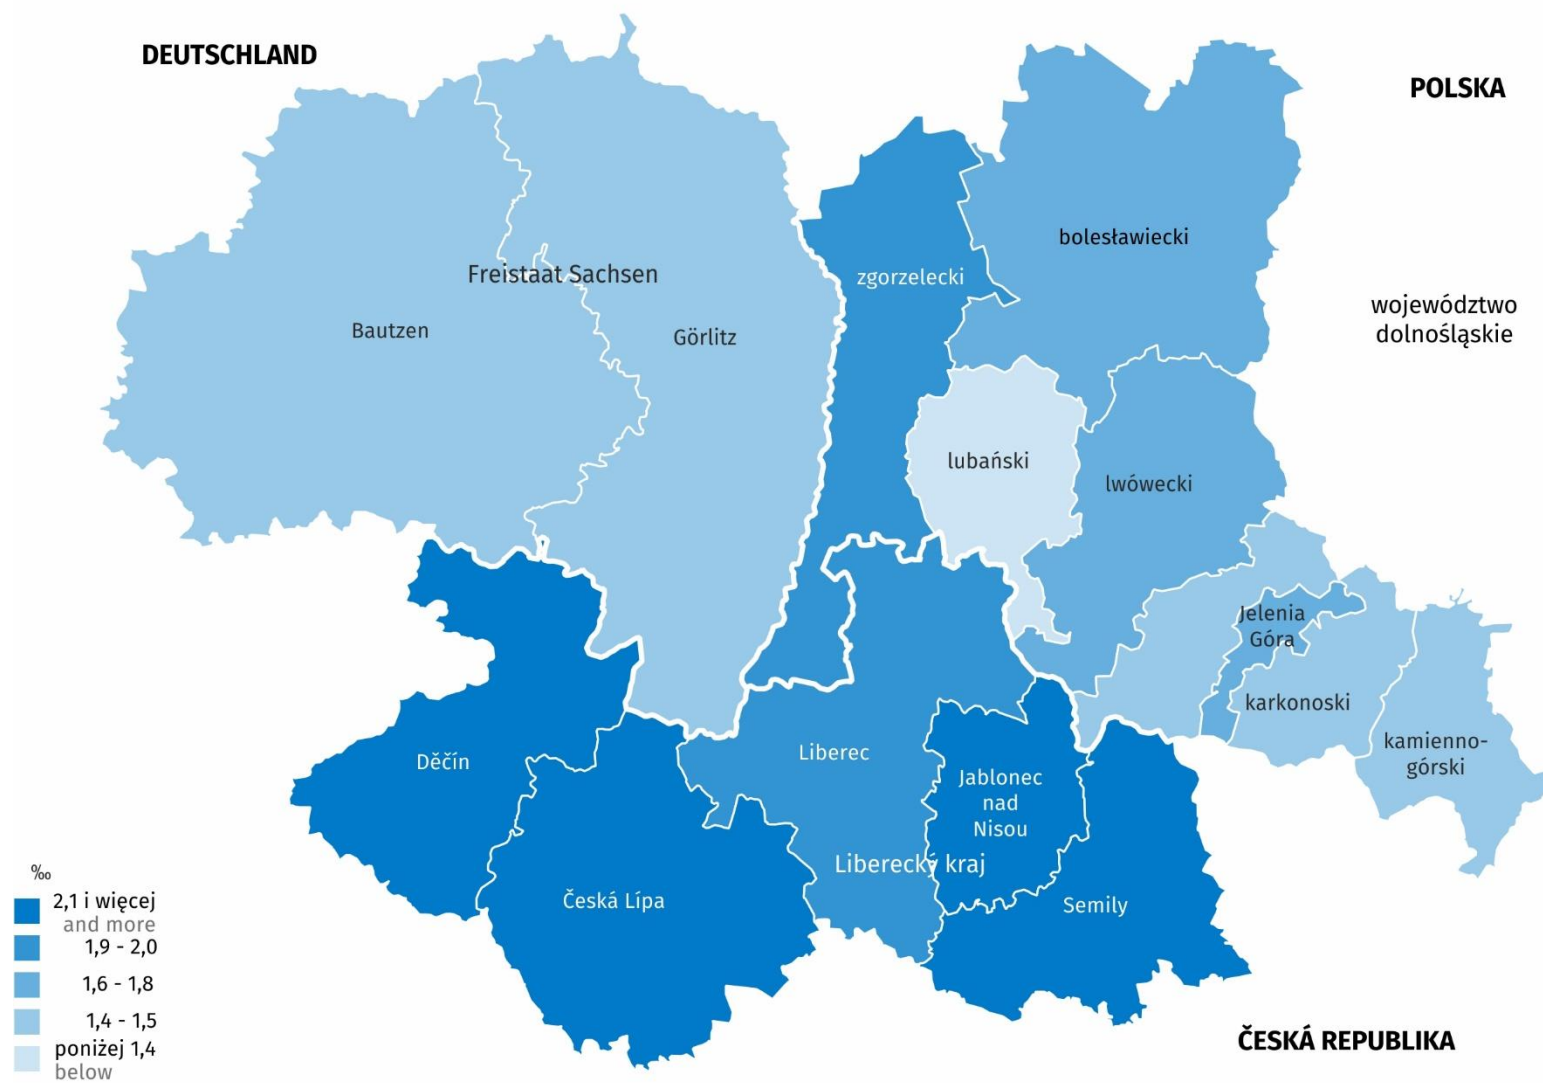 DEUTSCHLAND
POLSKA
bolesławiecki
Freistaat Sachsen
zgorzelecki
województwo
dolnośląskie
Bautzen
Görlitz
lubański
lwówecki
Jelenia
Góra
karkonoski
kamienno-
górski
Děčín
Liberec
Jablonec
nad
Nisou
Liberecký kraj
Česká Lípa
Semily
‰
2,1 i więcej
and more
1,9 - 2,0
1,6 - 1,8
1,4 - 1,5
poniżej 1,4
below
ČESKÁ REPUBLIKA